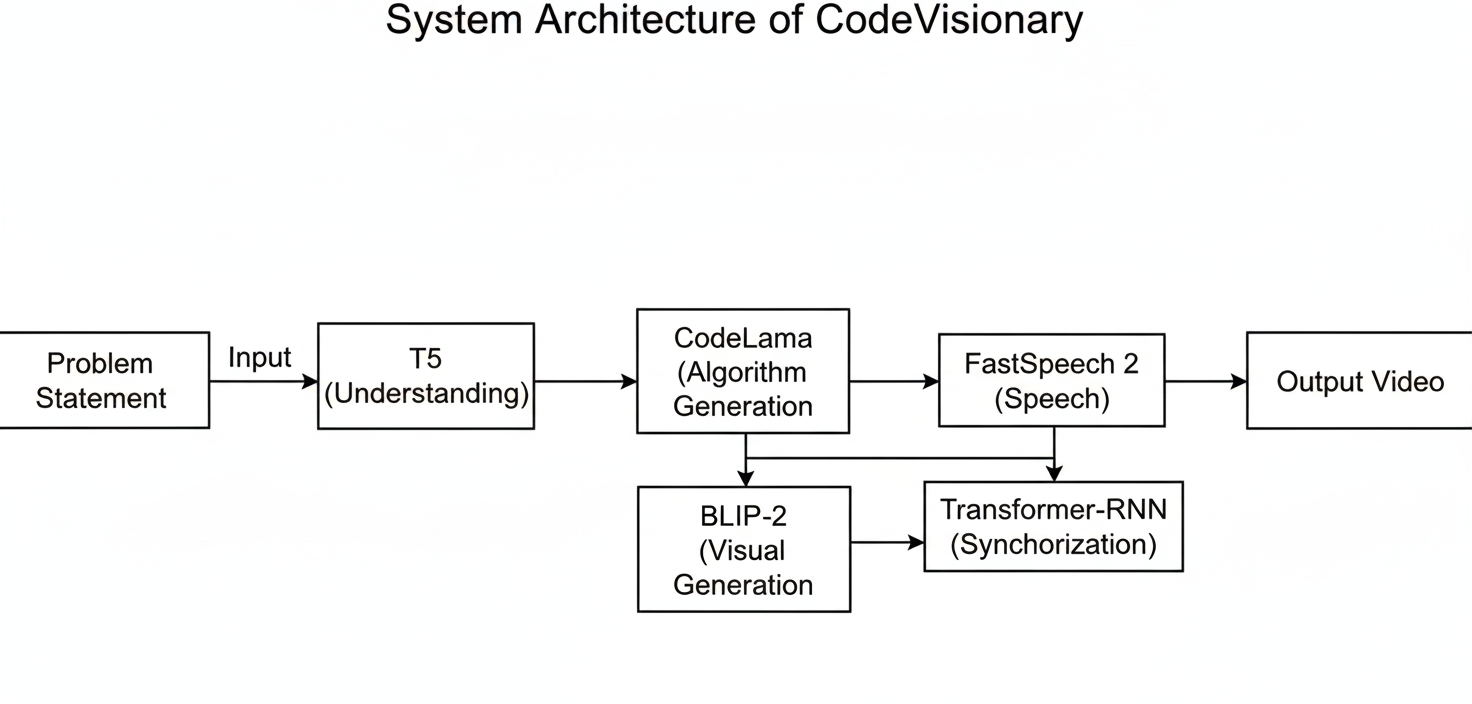 System Architecture of CodeVisionary
Problem
Statement
Input
T5
(Understanding)
CodeLama
(Algorithm
Generation
FastSpeech 2
(Speech)
Output Video
BLIP-2
(Visual
Generation
Transformer-RNN
(Synchorization)